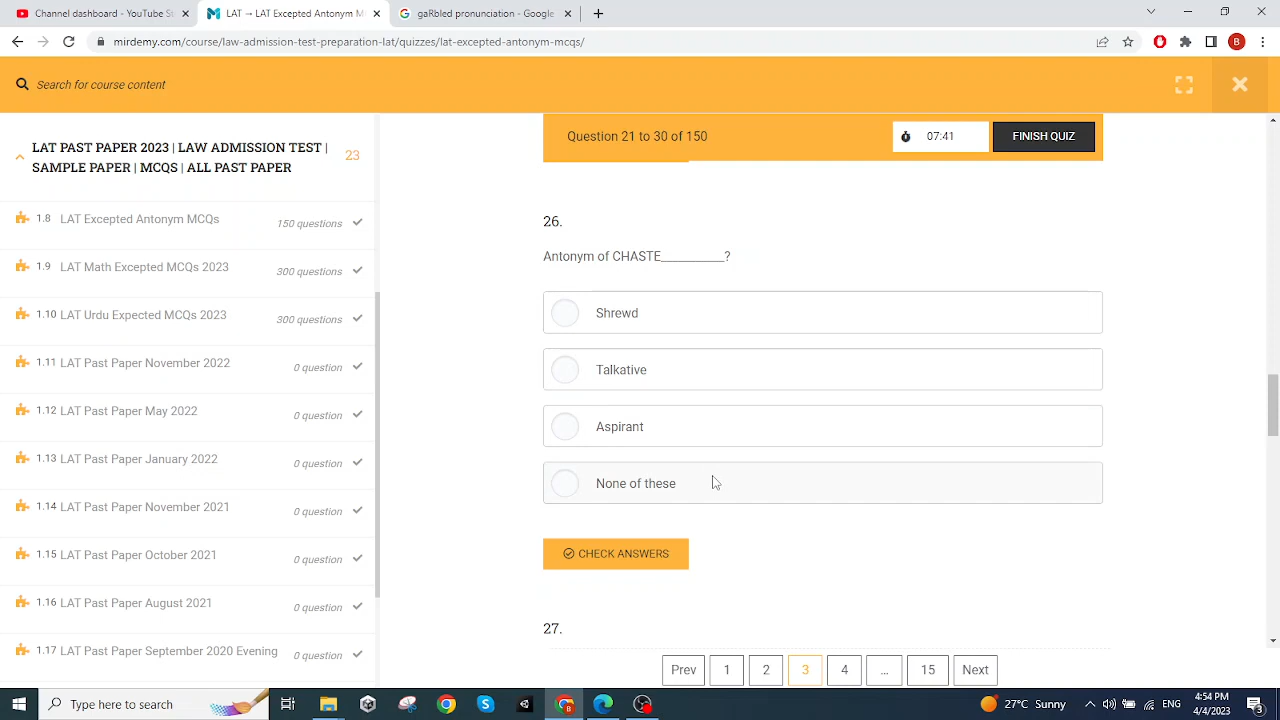 Customize video - YouTube St
LAT – LAT Expected Antonym M
gaRbled pronunciation - Google
mirdemy.com/course/law-admission-test-preparation-lat/quizzes/lat-excepted-antonym-mcqs/
B
Search for course content
LAT PAST PAPER 2023 | LAW ADMISSION TEST |
SAMPLE PAPER | MCQS | ALL PAST PAPER
23
1.8 LAT Excepted Antonym MCQs 150 questions
1.9 LAT Math Excepted MCQs 2023 300 questions
1.10 LAT Urdu Expected MCQs 2023 300 questions
1.11 LAT Past Paper November 2022 0 question
1.12 LAT Past Paper May 2022 0 question
1.13 LAT Past Paper January 2022 0 question
1.14 LAT Past Paper November 2021 0 question
1.15 LAT Past Paper October 2021 0 question
1.16 LAT Past Paper August 2021 0 question
1.17 LAT Past Paper September 2020 Evening 0 question
Question 21 to 30 of 150
07:41
FINISH QUIZ
26.
Antonym of CHASTE_________?
Shrewd
Talkative
Aspirant
None of these
CHECK ANSWERS
27.
Prev 1 2 3 4 ... 15 Next
Type here to search
27°C Sunny
4:54 PM
4/4/2023